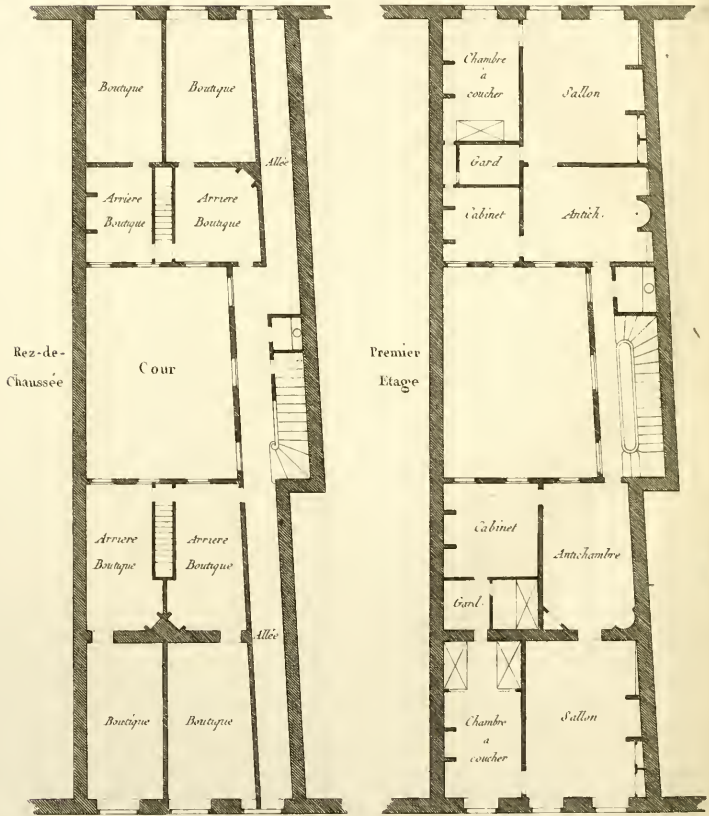 Boutique
Boutique
Allée
Arriere
Boutique
Arriere
Boutique
Rez-de-
Chaussée
Cour
Arriere
Boutique
Arriere
Boutique
Allée
Boutique
Boutique
Chambre
à
coucher
Sallon
Gard
Cabinet
Antich.
Premier
Etage
Cabinet
Antichambre
Gard.
Chambre
a
coucher
Sallon